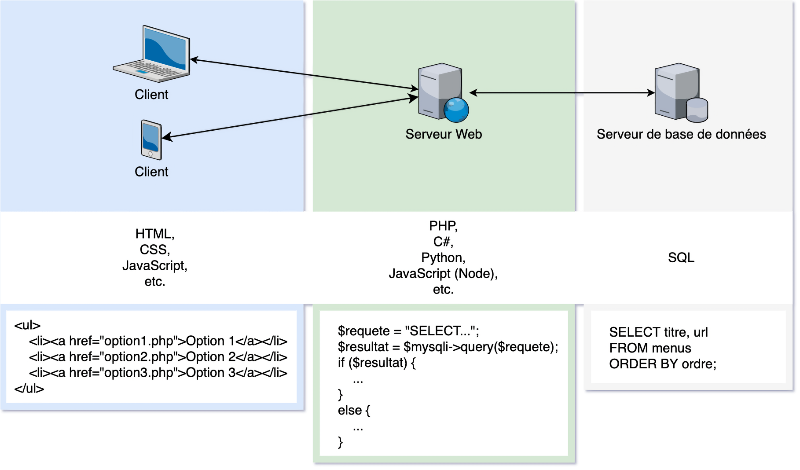 Client
Client
Serveur Web
Serveur de base de données
HTML,
CSS,
JavaScript,
etc.
PHP,
C#,
Python,
JavaScript (Node),
etc.
SQL
<ul>
<li><a href="option1.php">Option 1</a></li>
<li><a href="option2.php">Option 2</a></li>
<li><a href="option3.php">Option 3</a></li>
</ul>
$requete = "SELECT...";
$resultat = $mysqli->query($requete);
if ($resultat) {
...
}
else {
...
}
SELECT titre, url
FROM menus
ORDER BY ordre;